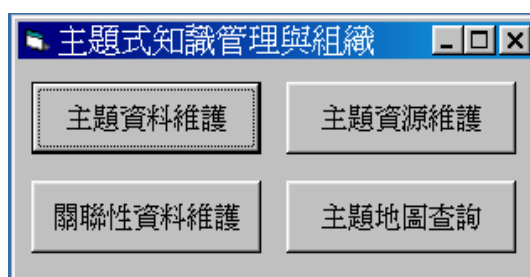 主題式知識管理與組織
主題資料維護 主題資源維護
關聯性資料維護 主題地圖查詢